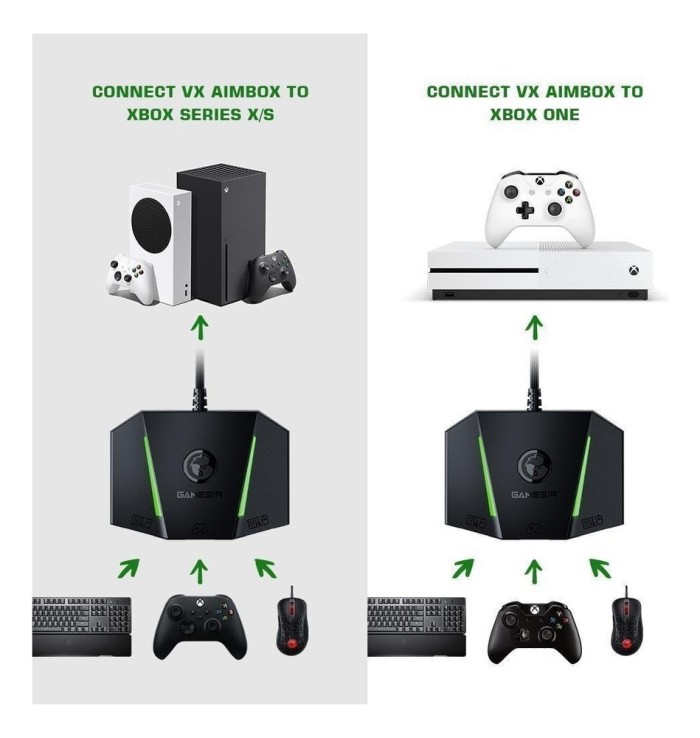 CONNECT VX AIMBOX TO
XBOX SERIES X/S
CONNECT VX AIMBOX TO
XBOX ONE
GAMESIR
GAMESIR